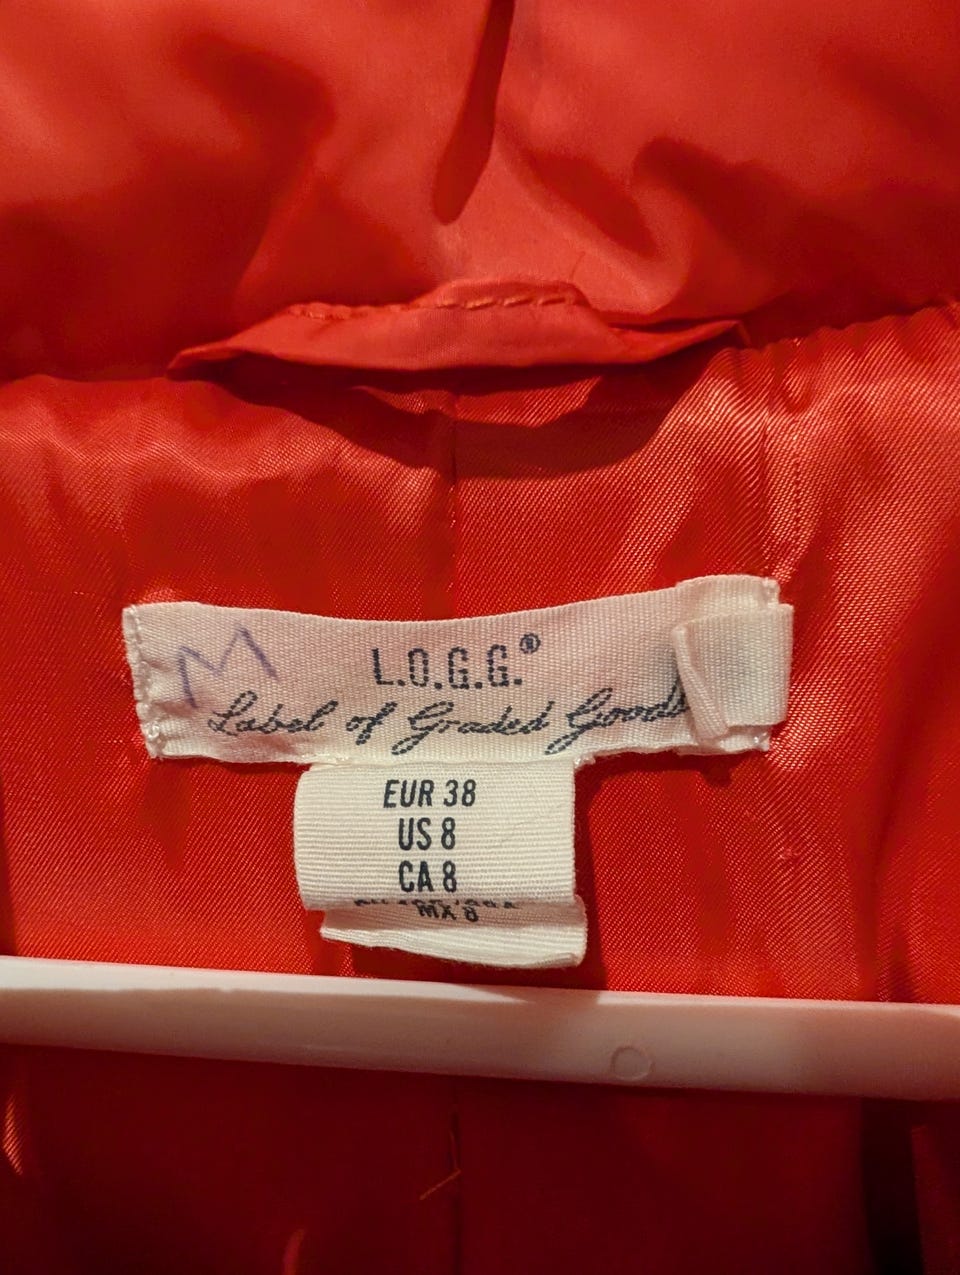 M
L.O.G.G.®
Label of Graded Goods
EUR 38
US 8
CA 8
MX 8